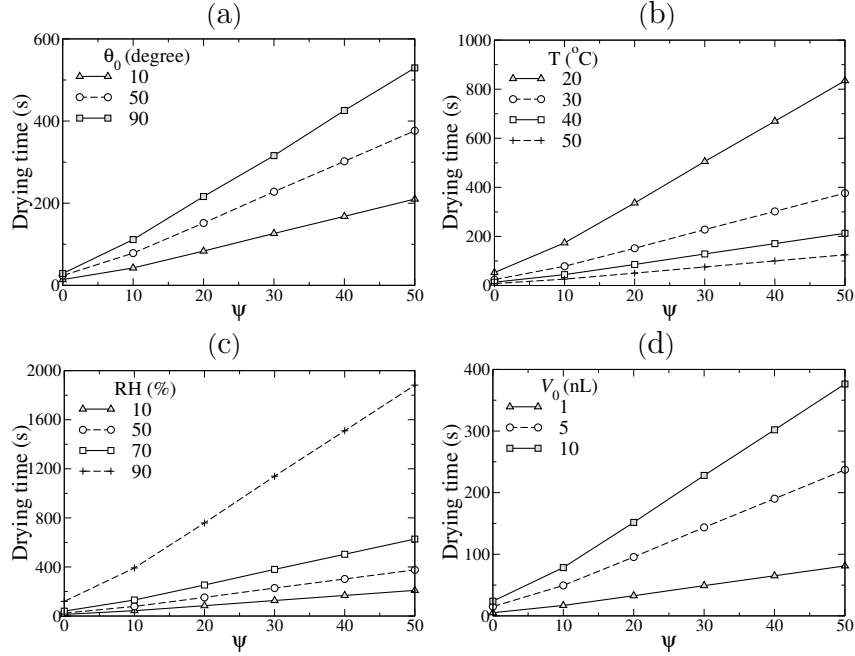 (a)
θ0 (degree)
10
50
90
600
400
200
0
Drying time (s)
0 10 20 30 40 50
ψ
(b)
T (°C)
20
30
40
50
1000
800
600
400
200
0
Drying time (s)
0 10 20 30 40 50
ψ
(c)
RH (%)
10
50
70
90
2000
1600
1200
800
400
0
Drying time (s)
0 10 20 30 40 50
ψ
(d)
V0 (nL)
1
5
10
400
300
200
100
0
Drying time (s)
0 10 20 30 40 50
ψ